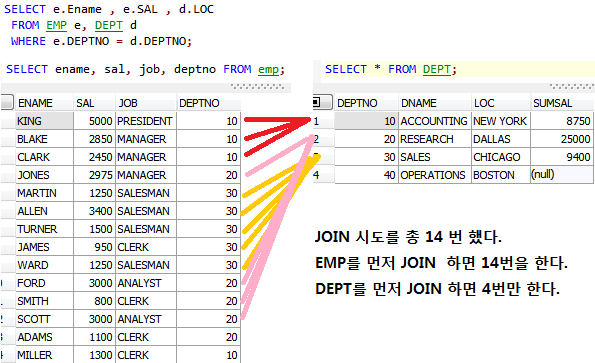 SELECT e.Ename , e.SAL , d.LOC
FROM EMP e, DEPT d
WHERE e.DEPTNO = d.DEPTNO;
SELECT ename, sal, job, deptno FROM emp;
ENAME SAL JOB DEPTNO
KING 5000 PRESIDENT 10
BLAKE 2850 MANAGER 10
CLARK 2450 MANAGER 10
JONES 2975 MANAGER 20
MARTIN 1250 SALESMAN 30
ALLEN 3400 SALESMAN 30
TURNER 1500 SALESMAN 30
JAMES 950 CLERK 30
WARD 1250 SALESMAN 30
0 FORD 3000 ANALYST 20
1 SMITH 800 CLERK 20
2 SCOTT 3000 ANALYST 20
3 ADAMS 1100 CLERK 20
4 MILLER 1300 CLERK 10
SELECT * FROM DEPT;
DEPTNO DNAME LOC SUMSAL
1 10 ACCOUNTING NEW YORK 8750
2 20 RESEARCH DALLAS 25000
30 SALES CHICAGO 9400
4 40 OPERATIONS BOSTON (null)
JOIN 시도를 총 14 번 했다.
EMP를 먼저 JOIN 하면 14번을 한다.
DEPT를 먼저 JOIN 하면 4번만 한다.